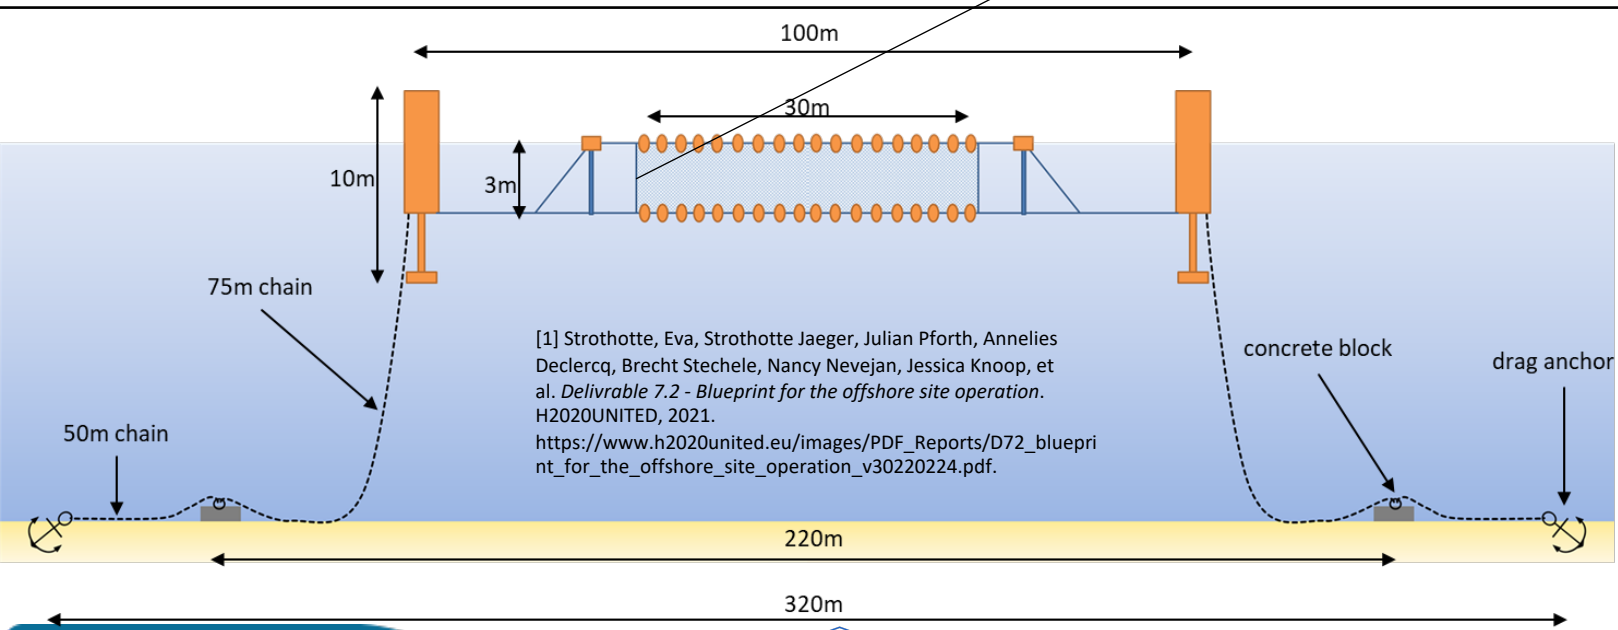 100m
30m
10m
3m
75m chain
[1] Strothotte, Eva, Strothotte Jaeger, Julian Pforth, Annelies
Declercq, Brecht Stechele, Nancy Nevejan, Jessica Knoop, et
al. Delivrable 7.2 - Blueprint for the offshore site operation.
H2020UNITED, 2021.
https://www.h2020united.eu/images/PDF_Reports/D72_bluepri
nt_for_the_offshore_site_operation_v30220224.pdf.
concrete block
drag anchor
50m chain
220m
320m